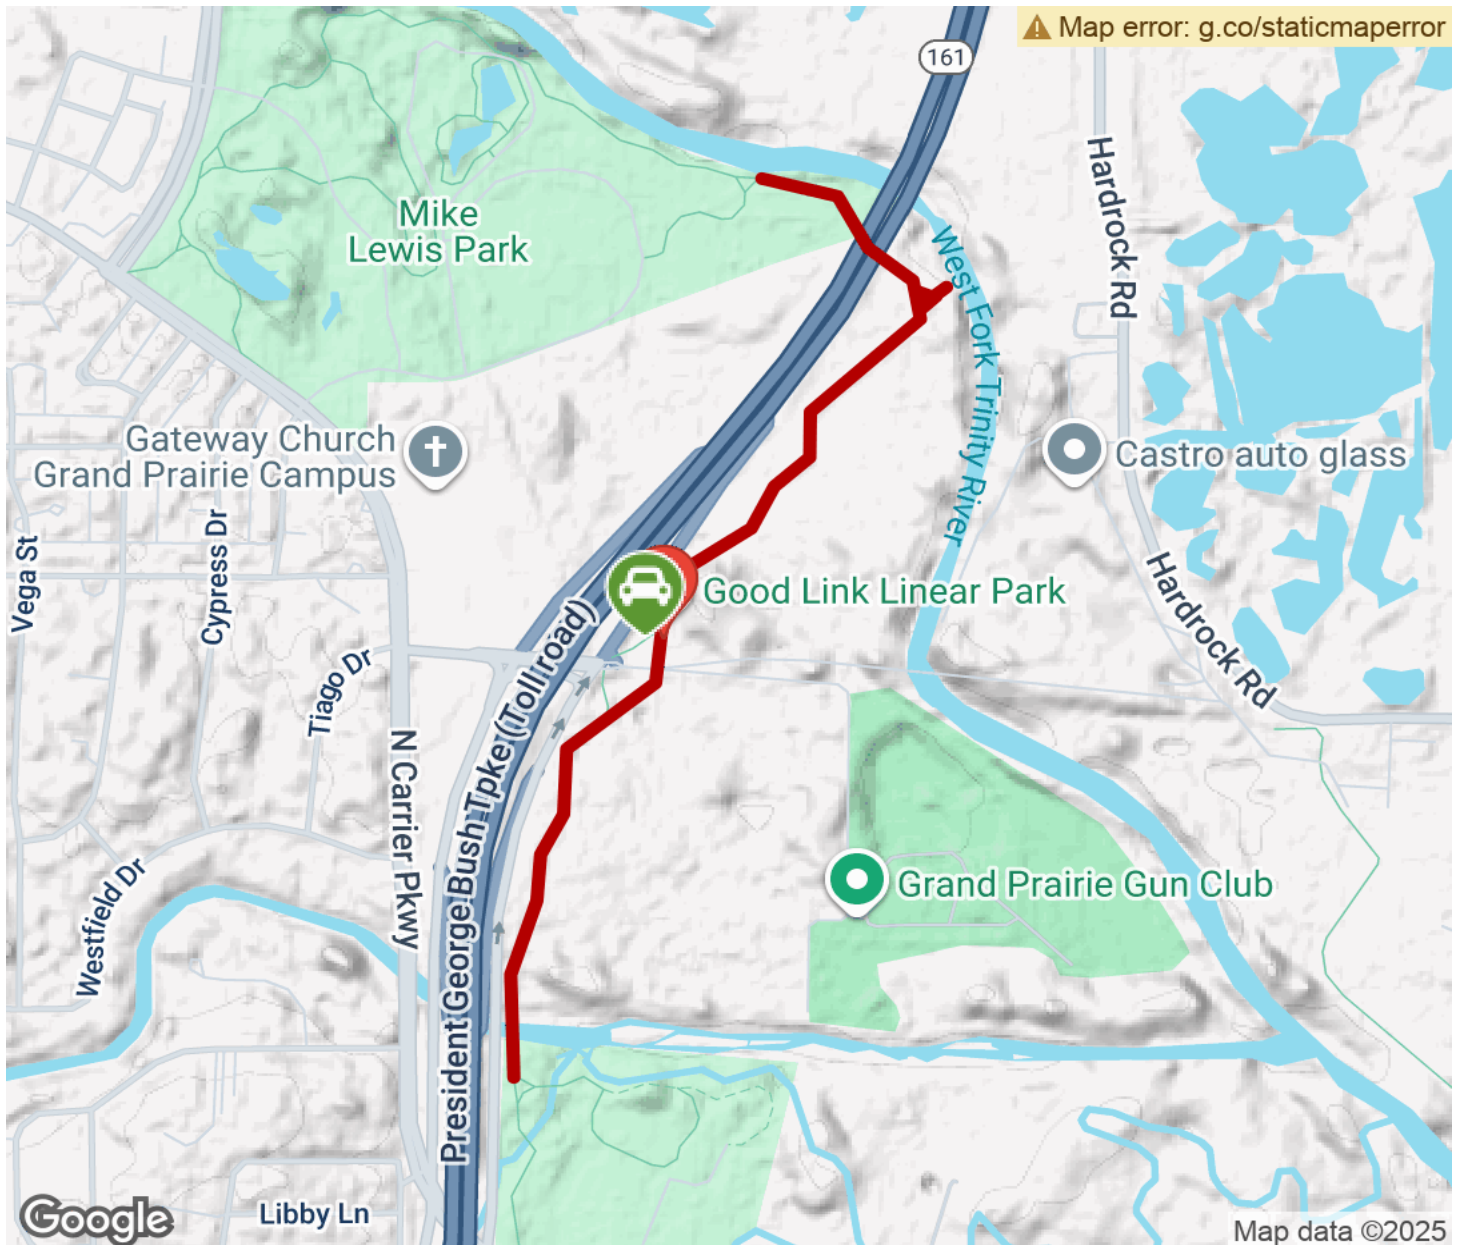 Map error: g.co/staticmaperror
161
Hardrock Rd
Mike
Lewis Park
West Fork Trinity River
Gateway Church
Grand Prairie Campus
Castro auto glass
Vega St
Cypress Dr
Good Link Linear Park
Hardrock Rd
Tiago Dr
President George Bush Tpke (Tollroad)
N Carrier Pkwy
Westfield Dr
Grand Prairie Gun Club
Libby Ln
Google
Map data ©2025